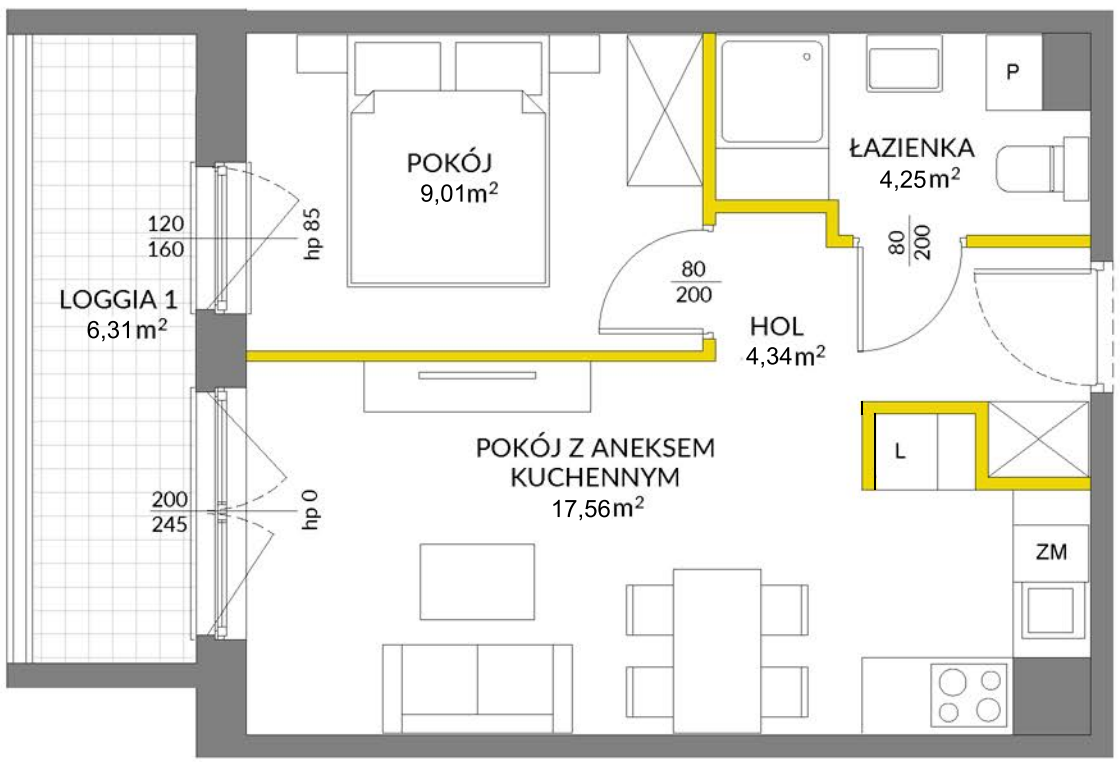 POKÓJ
9,01m²
P
ŁAZIENKA
4,25m²
120
160
hp 85
80
200
80
200
LOGGIA 1
6,31m²
HOL
4,34m²
POKÓJ Z ANEKSEM
KUCHENNYM
17,56m²
L
200
245
hp 0
ZM